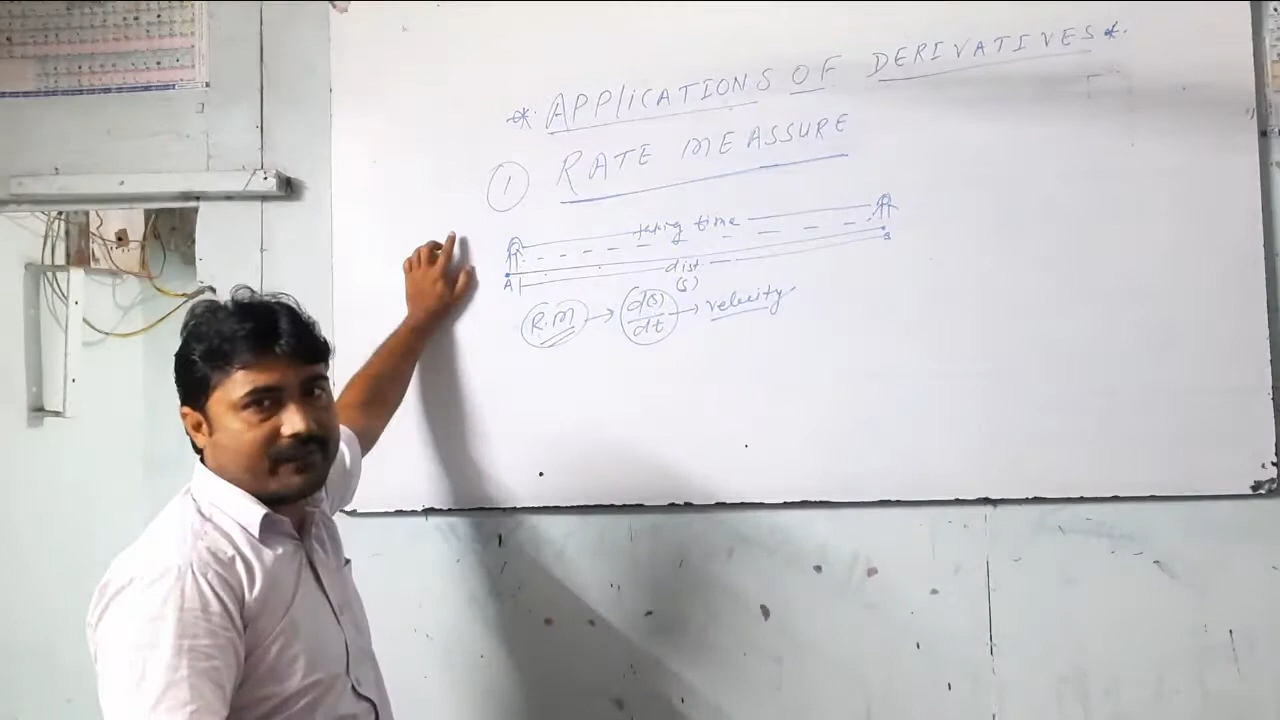 * APPLICATIONS OF DERIVATIVES *
1 RATE MEASSURE
taking time
A B
dist.
(s)
R.M → d(s)/dt → velocity